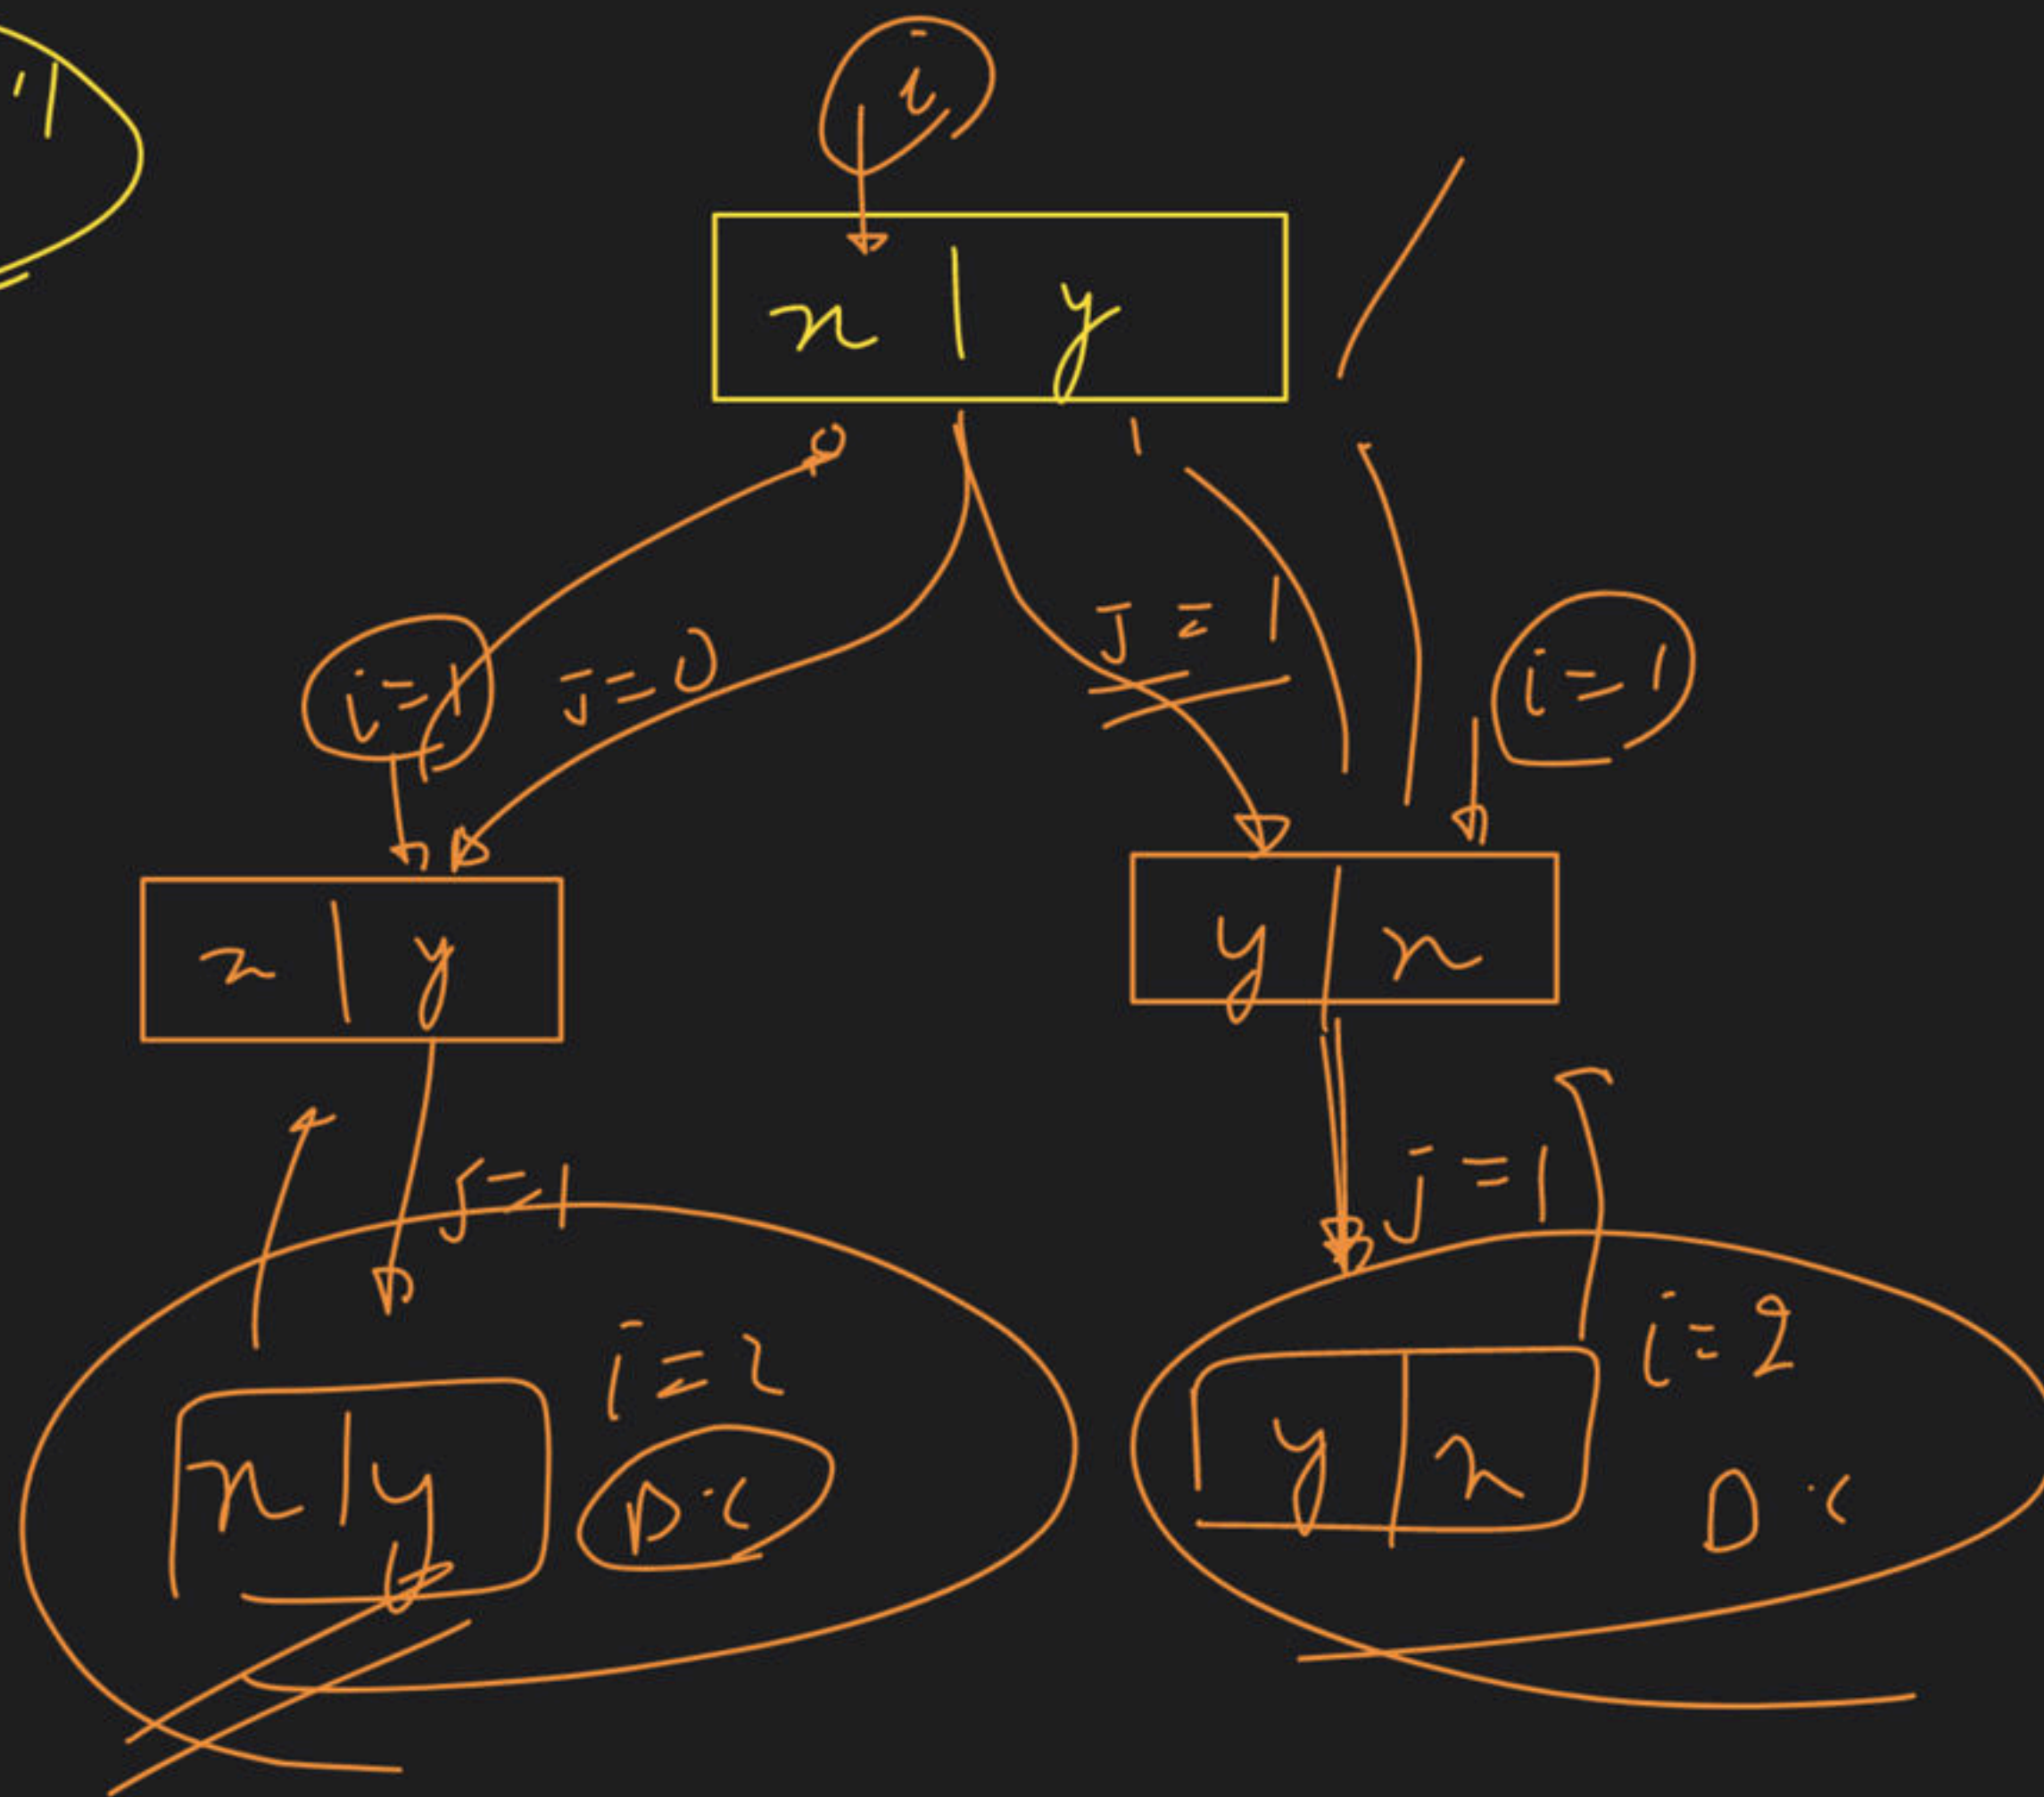 i
x | y
0 1
J = 1
i = 1 j = 0 i = 1
x | y y | x
j = 1 j = 1
i = 2 i = 2
x | y y | x
B.C B.C